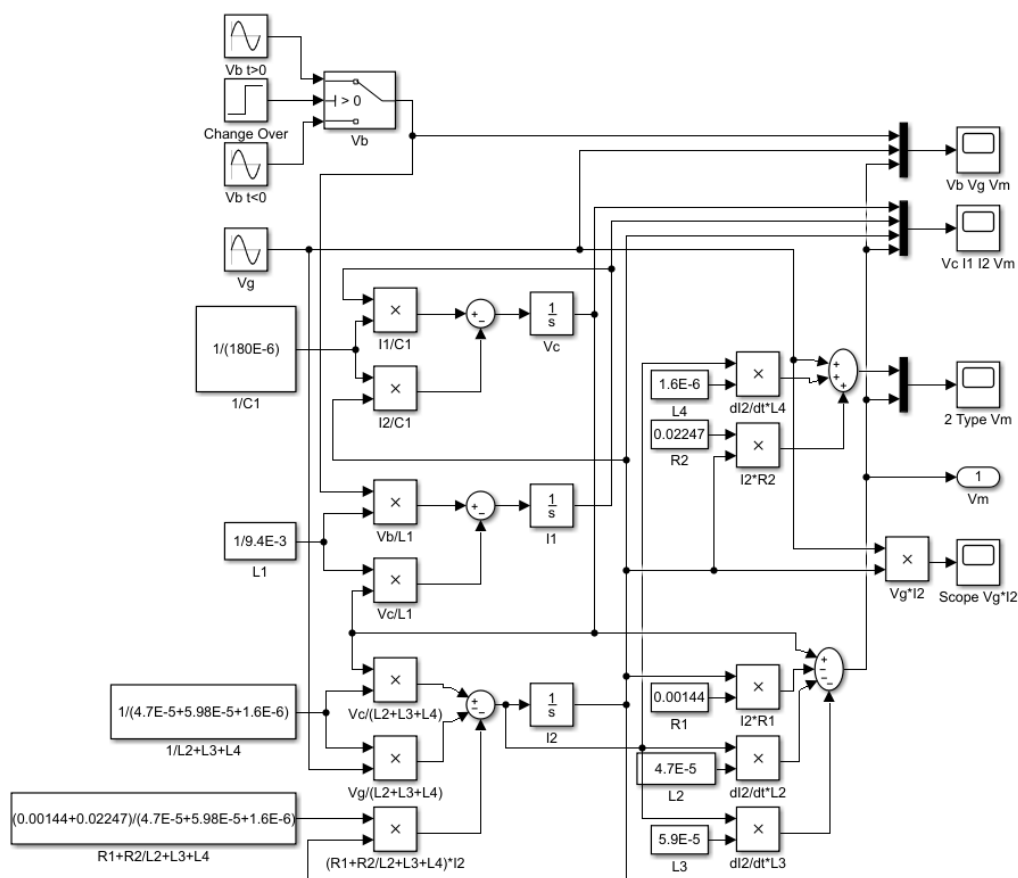 Vb t>0
Change Over
Vb t<0
> 0
Vb
Vg
1/(180E-6)
1/C1
×
I1/C1
×
I2/C1
+
−
1
s
Vc
1/9.4E-3
L1
×
Vb/L1
×
Vc/L1
+
−
1
s
I1
1/(4.7E-5+5.98E-5+1.6E-6)
1/L2+L3+L4
×
Vc/(L2+L3+L4)
×
Vg/(L2+L3+L4)
(0.00144+0.02247)/(4.7E-5+5.98E-5+1.6E-6)
R1+R2/L2+L3+L4
×
(R1+R2/L2+L3+L4)*I2
+
−
−
1
s
I2
1.6E-6
L4
×
dI2/dt*L4
0.02247
R2
×
I2*R2
+
+
+
0.00144
R1
×
I2*R1
4.7E-5
L2
×
dI2/dt*L2
5.9E-5
L3
×
dI2/dt*L3
+
−
−
−
Vb Vg Vm
Vc I1 I2 Vm
2 Type Vm
1
Vm
×
Vg*I2
Scope Vg*I2